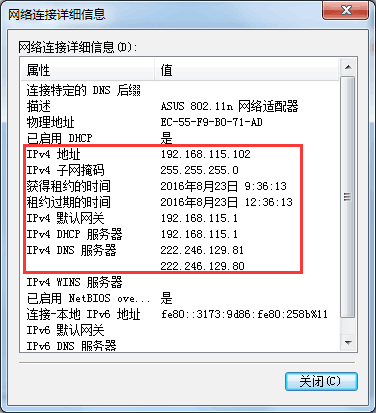 网络连接详细信息
网络连接详细信息(D):
属性 值
连接特定的 DNS 后缀
描述 ASUS 802.11n 网络适配器
物理地址 EC-55-F9-B0-71-AD
已启用 DHCP 是
IPv4 地址 192.168.115.102
IPv4 子网掩码 255.255.255.0
获得租约的时间 2016年8月23日 9:36:13
租约过期的时间 2016年8月23日 12:36:13
IPv4 默认网关 192.168.115.1
IPv4 DHCP 服务器 192.168.115.1
IPv4 DNS 服务器 222.246.129.81
222.246.129.80
IPv4 WINS 服务器
已启用 NetBIOS ove... 是
连接-本地 IPv6 地址 fe80::3173:9d86:fe80:258b%11
IPv6 默认网关
IPv6 DNS 服务器
关闭(C)